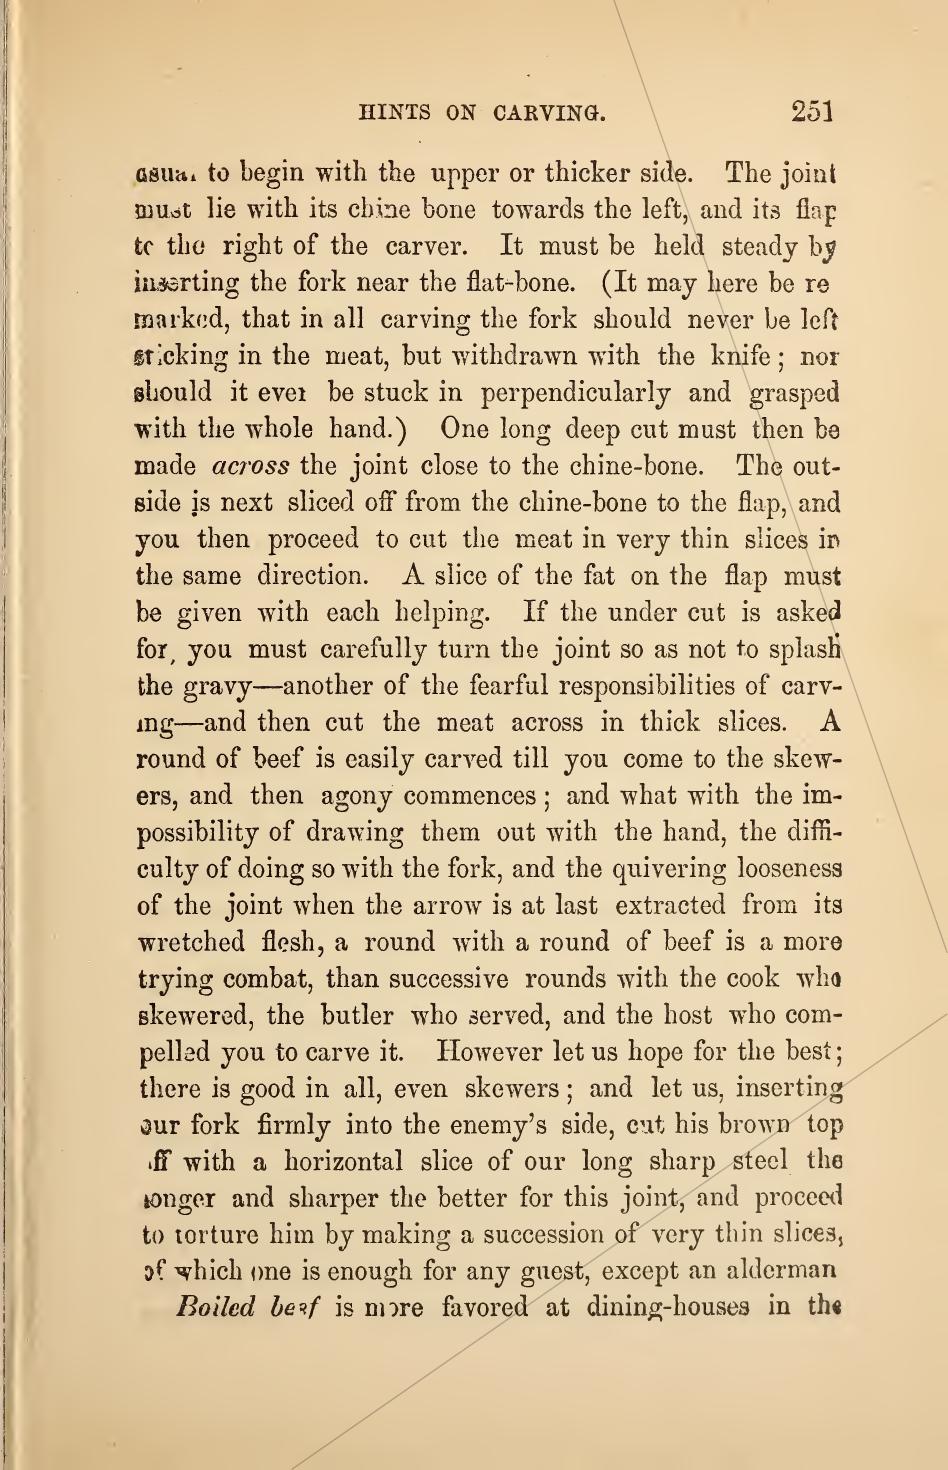 HINTS ON CARVING. 251
usual to begin with the upper or thicker side. The joint
must lie with its chine bone towards the left, and its flap
to the right of the carver. It must be held steady by
inserting the fork near the flat-bone. (It may here be re
marked, that in all carving the fork should never be left
sticking in the meat, but withdrawn with the knife; nor
should it ever be stuck in perpendicularly and grasped
with the whole hand.) One long deep cut must then be
made across the joint close to the chine-bone. The out-
side is next sliced off from the chine-bone to the flap, and
you then proceed to cut the meat in very thin slices in
the same direction. A slice of the fat on the flap must
be given with each helping. If the under cut is asked
for, you must carefully turn the joint so as not to splash
the gravy—another of the fearful responsibilities of carv-
ing—and then cut the meat across in thick slices. A
round of beef is easily carved till you come to the skew-
ers, and then agony commences; and what with the im-
possibility of drawing them out with the hand, the diffi-
culty of doing so with the fork, and the quivering looseness
of the joint when the arrow is at last extracted from its
wretched flesh, a round with a round of beef is a more
trying combat, than successive rounds with the cook who
skewered, the butler who served, and the host who com-
pelled you to carve it. However let us hope for the best;
there is good in all, even skewers; and let us, inserting
our fork firmly into the enemy's side, cut his brown top
off with a horizontal slice of our long sharp steel the
longer and sharper the better for this joint, and proceed
to torture him by making a succession of very thin slices,
of which one is enough for any guest, except an alderman
Boiled beef is more favored at dining-houses in the